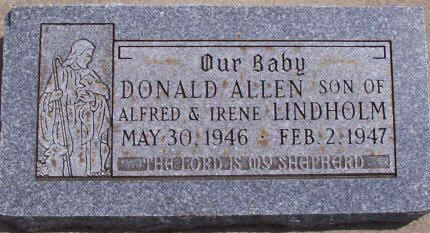 Our Baby
DONALD ALLEN SON OF
ALFRED & IRENE LINDHOLM
MAY 30, 1946 · FEB. 2, 1947
THE LORD IS MY SHEPHERD